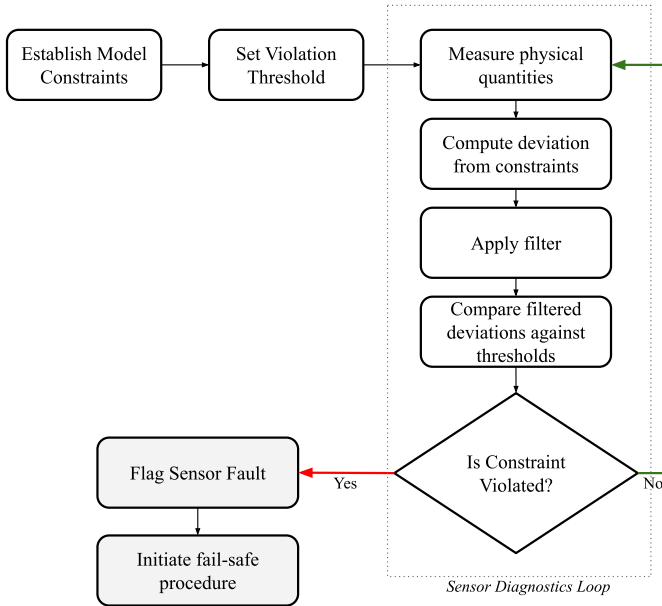 Establish Model
Constraints
Set Violation
Threshold
Measure physical
quantities
Compute deviation
from constraints
Apply filter
Compare filtered
deviations against
thresholds
Is Constraint
Violated?
Yes
No
Flag Sensor Fault
Initiate fail-safe
procedure
Sensor Diagnostics Loop